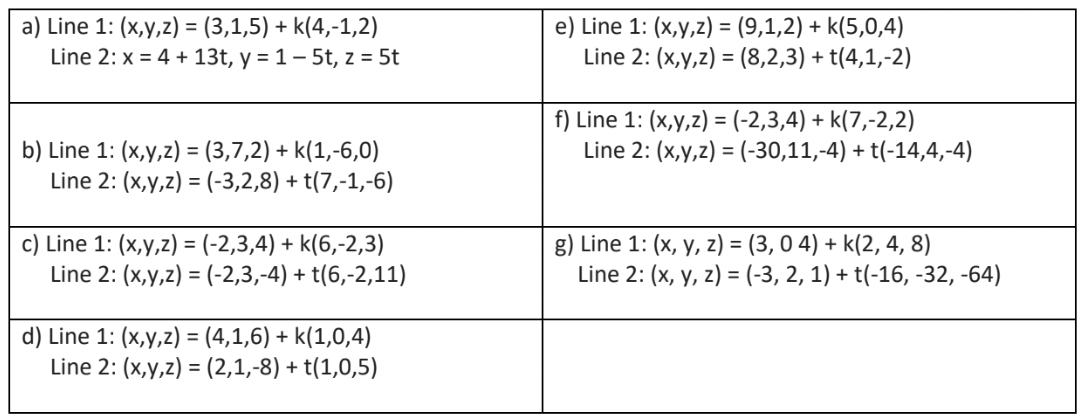 a) Line 1: (x,y,z) = (3,1,5) + k(4,-1,2)
Line 2: x = 4 + 13t, y = 1 – 5t, z = 5t
b) Line 1: (x,y,z) = (3,7,2) + k(1,-6,0)
Line 2: (x,y,z) = (-3,2,8) + t(7,-1,-6)
c) Line 1: (x,y,z) = (-2,3,4) + k(6,-2,3)
Line 2: (x,y,z) = (-2,3,-4) + t(6,-2,11)
d) Line 1: (x,y,z) = (4,1,6) + k(1,0,4)
Line 2: (x,y,z) = (2,1,-8) + t(1,0,5)
e) Line 1: (x,y,z) = (9,1,2) + k(5,0,4)
Line 2: (x,y,z) = (8,2,3) + t(4,1,-2)
f) Line 1: (x,y,z) = (-2,3,4) + k(7,-2,2)
Line 2: (x,y,z) = (-30,11,-4) + t(-14,4,-4)
g) Line 1: (x, y, z) = (3, 0 4) + k(2, 4, 8)
Line 2: (x, y, z) = (-3, 2, 1) + t(-16, -32, -64)